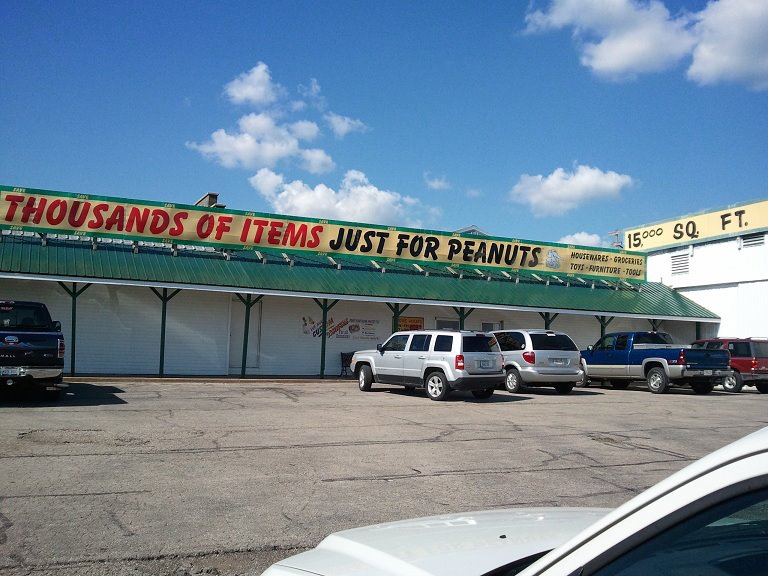 THOUSANDS OF ITEMS JUST FOR PEANUTS
HOUSEWARES · GROCERIES
TOYS · FURNITURE · TOOLS
15,000 SQ. FT.